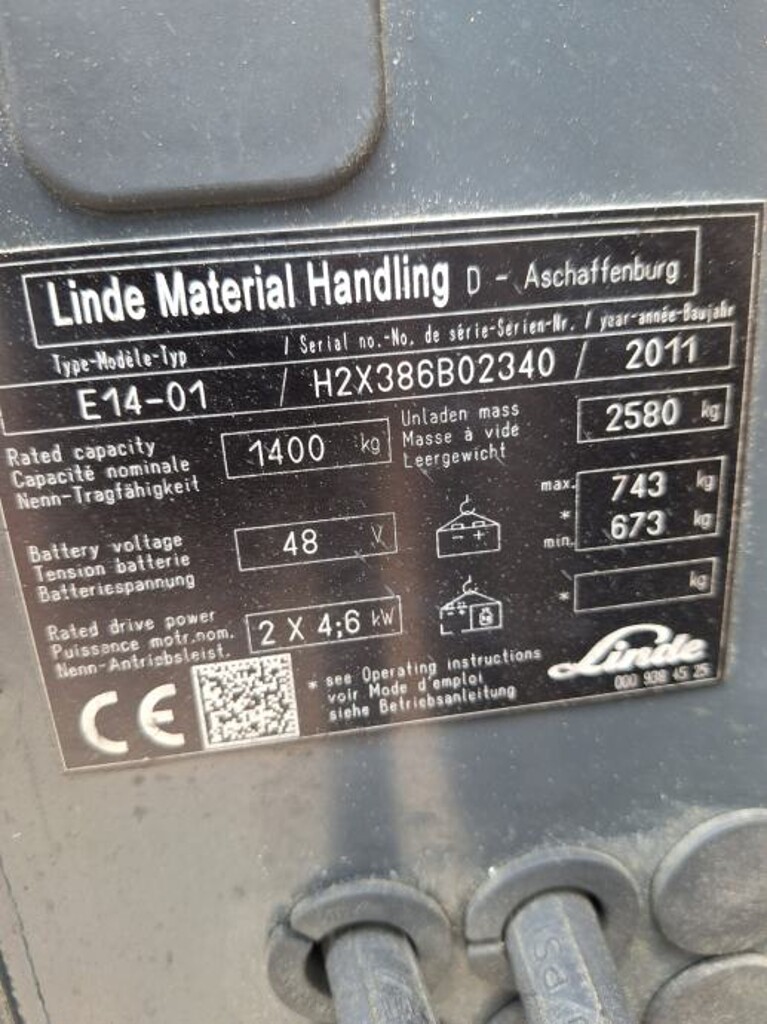 Linde Material Handling D - Aschaffenburg
Type-Modèle-Typ / Serial no.-No. de série-Serien-Nr. / year-année-Baujahr
E14-01 / H2X386B02340 / 2011
Rated capacity
Capacité nominale
Nenn-Tragfähigkeit
1400 kg
Unladen mass
Masse à vide
Leergewicht
2580 kg
Battery voltage
Tension batterie
Batteriespannung
48 V
- +
max. 743 kg
*
min. 673 kg
Rated drive power
Puissance motr.nom.
Nenn-Antriebsleist.
2 X 4;6 kW
* kg
CE
* see Operating instructions
voir Mode d'emploi
siehe Betriebsanleitung
Linde
000 938 45 25
PS